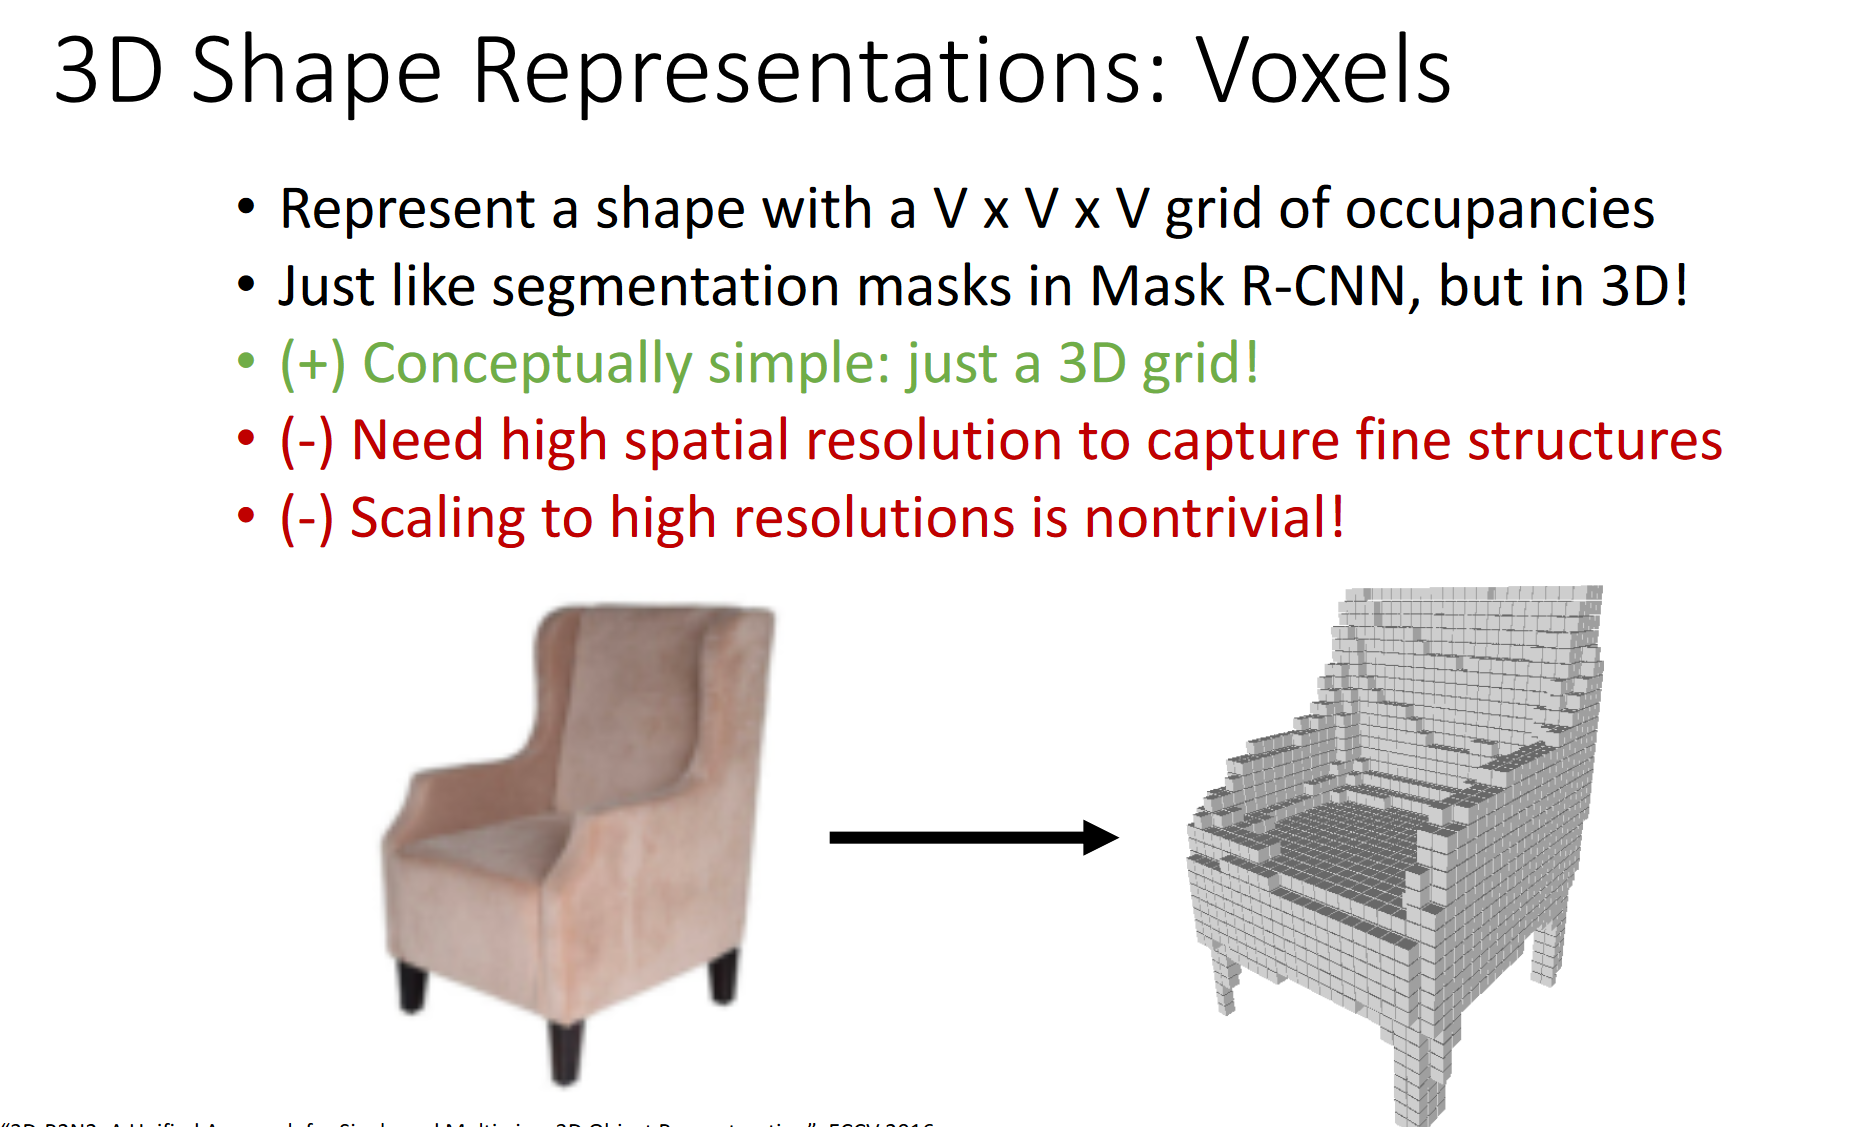 3D Shape Representations: Voxels
• Represent a shape with a V x V x V grid of occupancies
• Just like segmentation masks in Mask R-CNN, but in 3D!
• (+) Conceptually simple: just a 3D grid!
• (-) Need high spatial resolution to capture fine structures
• (-) Scaling to high resolutions is nontrivial!